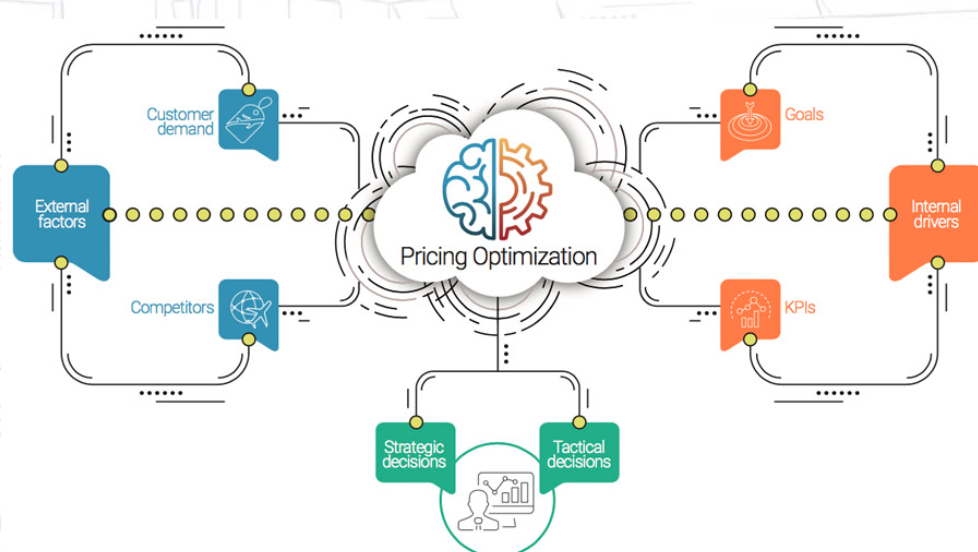 Customer
demand
Goals
External
factors
Internal
drivers
Pricing Optimization
Competitors
KPIs
Strategic
decisions
Tactical
decisions